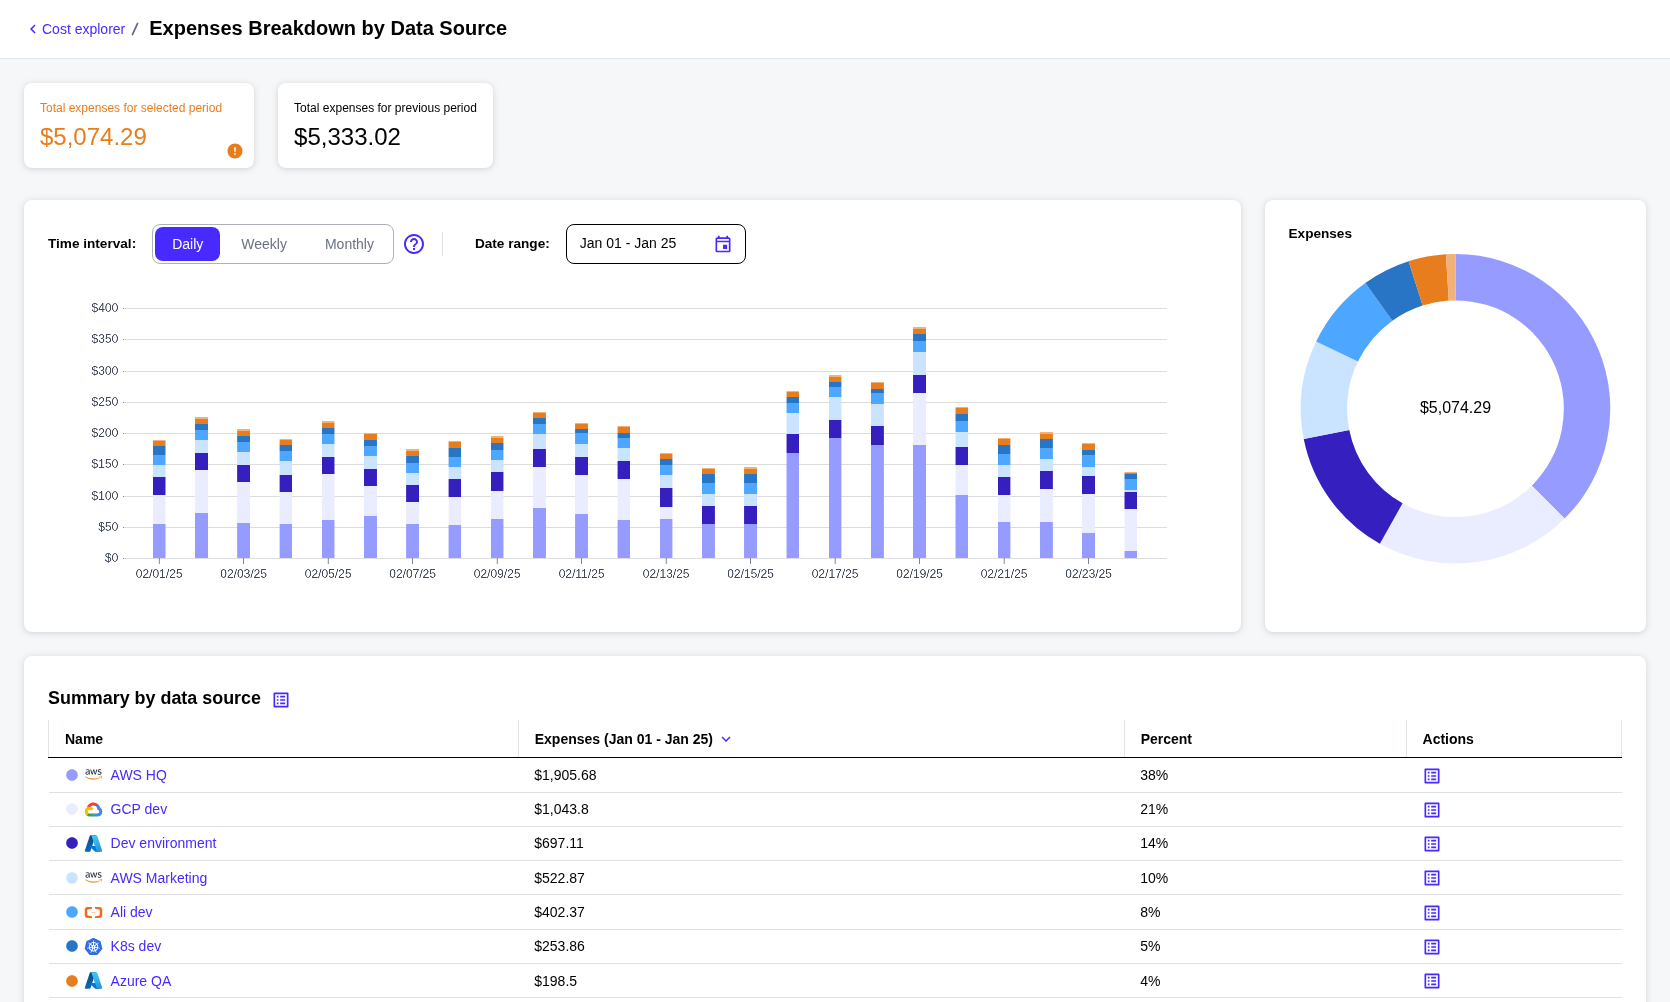 Cost explorer / Expenses Breakdown by Data Source
Total expenses for selected period
$5,074.29
Total expenses for previous period
$5,333.02
Time interval: Daily Weekly Monthly Date range: Jan 01 - Jan 25
$400
$350
$300
$250
$200
$150
$100
$50
$0
02/01/25 02/03/25 02/05/25 02/07/25 02/09/25 02/11/25 02/13/25 02/15/25 02/17/25 02/19/25 02/21/25 02/23/25
Expenses
$5,074.29
Summary by data source
Name Expenses (Jan 01 - Jan 25) Percent Actions
aws AWS HQ $1,905.68 38%
GCP dev $1,043.8 21%
Dev environment $697.11 14%
aws AWS Marketing $522.87 10%
Ali dev $402.37 8%
K8s dev $253.86 5%
Azure QA $198.5 4%